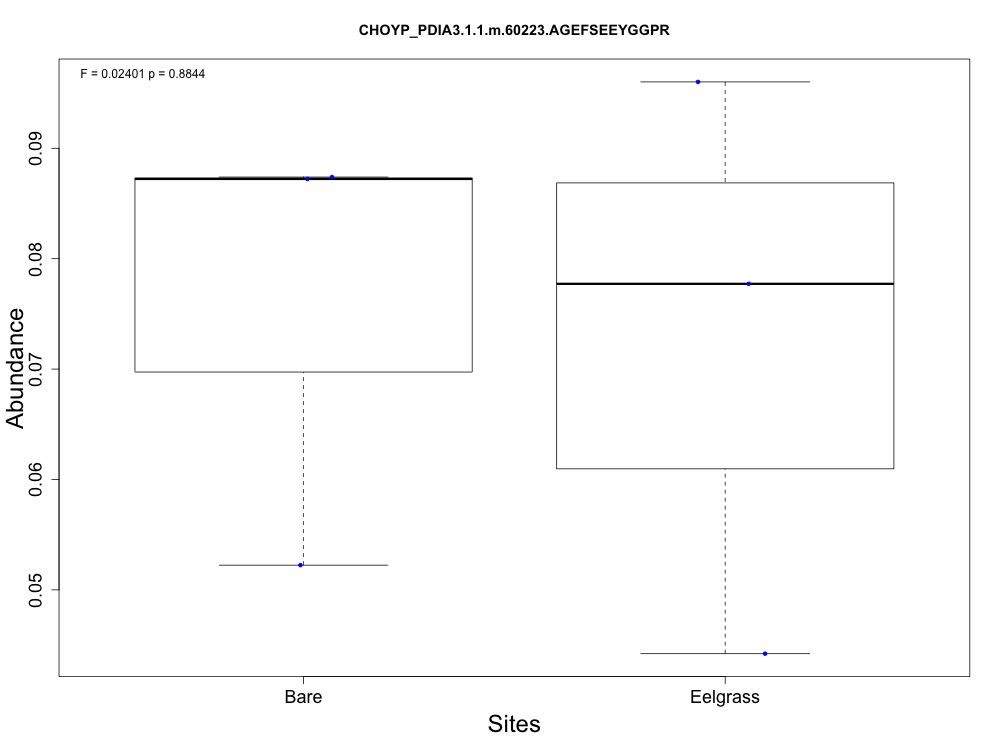 CHOYP_PDIA3.1.1.m.60223.AGEFSEEYGGPR
F = 0.02401 p = 0.8844
0.09
0.08
0.07
0.06
0.05
Abundance
Bare
Eelgrass
Sites